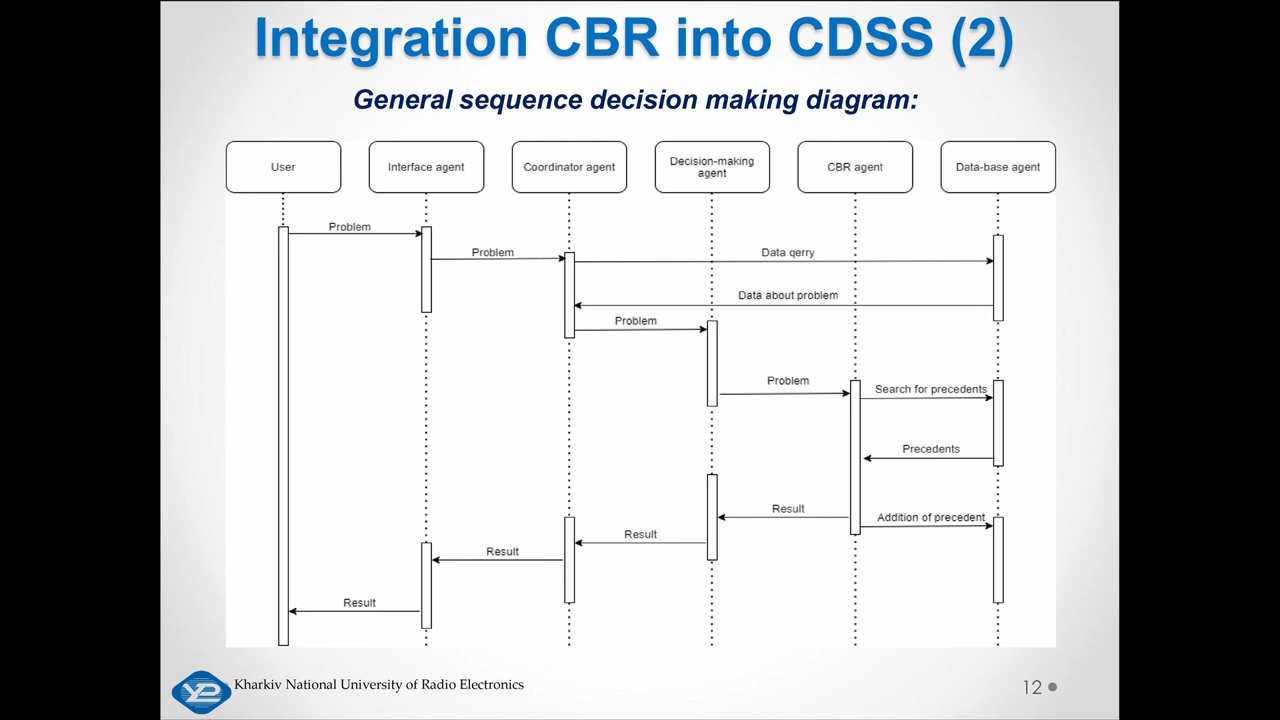 Integration CBR into CDSS (2)
General sequence decision making diagram:
User
Interface agent
Coordinator agent
Decision-making
agent
CBR agent
Data-base agent
Problem
Problem
Data qerry
Data about problem
Problem
Problem
Search for precedents
Precedents
Result
Addition of precedent
Result
Result
Result
Kharkiv National University of Radio Electronics
12